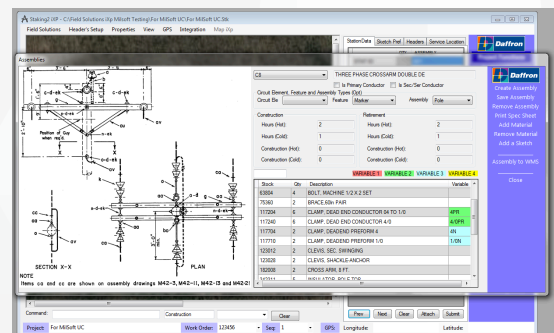 Staking2 iXP - C:\Field Solutions iXp Milsoft Testing\For MilSoft UC\For MilSoft UC.Stk
Field Solutions Header's Setup Properties View GPS Integration Map iXp
StationData Sketch Pref Headers Service Location
Daffron
Assemblies
C8 THREE PHASE CROSSARM DOUBLE DE
Is Primary Conductor Is Sec/Ser Conductor
Circuit Element, Feature and Assembly Types (Opt)
Circuit Ele Feature Marker Assembly Pole
Construction Retirement
Hours (Hot): 2 Hours (Hot): 2
Hours (Cold): 1 Hours (Cold): 1
Construction (Hot): 0 Construction (Hot): 0
Construction (Cold): 0 Construction (Cold): 0
VARIABLE 1 VARIABLE 2 VARIABLE 3 VARIABLE 4
Stock Qty Description Variable
63804 4 BOLT, MACHINE 1/2 X 2 SET
75360 2 BRACE,60in PAIR
117204 6 CLAMP, DEAD END CONDUCTOR 0# TO 1/0 4PR
117240 6 CLAMP, DEAD END CONDUCTOR 4/0 4/0PR
117704 2 CLAMP, DEADEND PREFORM 4 4N
117710 2 CLAMP, DEADEND PREFORM 1/0 1/0N
123012 2 CLEVIS, SEC. SWINGING
123028 2 CLEVIS, SHACKLE-ANCHOR
182008 2 CROSS ARM, 8 FT.
Daffron
Create Assembly
Save Assembly
Remove Assembly
Print Spec Sheet
Add Material
Remove Material
Add a Sketch
Assembly to WMS
Close
Position of Guy
when req'd.
SECTION X-X PLAN
NOTE
Items cc and cc are shown on assembly drawings M42-3, M42-11, M42-13 and M42-21
Command: Construction Clear
Prev Next Clear Attach Submit
Project: For MilSoft UC Work Order: 123456 Seq: 1 GPS: Longitude Latitude